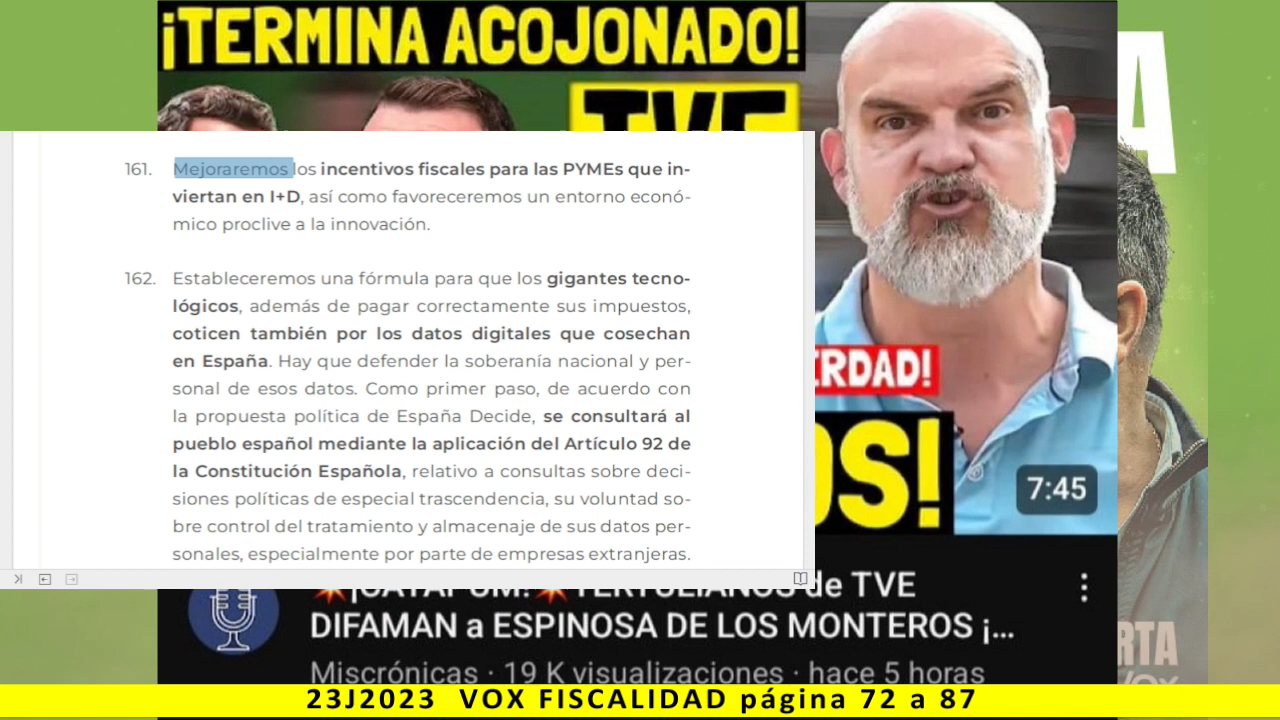 ¡TERMINA ACOJONADO!
TVE
A
161. Mejoraremos los incentivos fiscales para las PYMEs que in-
viertan en I+D, así como favoreceremos un entorno econó-
mico proclive a la innovación.
162. Estableceremos una fórmula para que los gigantes tecno-
lógicos, además de pagar correctamente sus impuestos,
coticen también por los datos digitales que cosechan
en España. Hay que defender la soberanía nacional y per-
sonal de esos datos. Como primer paso, de acuerdo con
la propuesta política de España Decide, se consultará al
pueblo español mediante la aplicación del Artículo 92 de
la Constitución Española, relativo a consultas sobre deci-
siones políticas de especial trascendencia, su voluntad so-
bre control del tratamiento y almacenaje de sus datos per-
sonales, especialmente por parte de empresas extranjeras.
ERDAD!
OS!
7:45
¡CATAPUM! TERTULIANOS de TVE
DIFAMAN a ESPINOSA DE LOS MONTEROS ¡...
Miscrónicas · 19 K visualizaciones · hace 5 horas
RTA
VOX
23J2023 VOX FISCALIDAD página 72 a 87